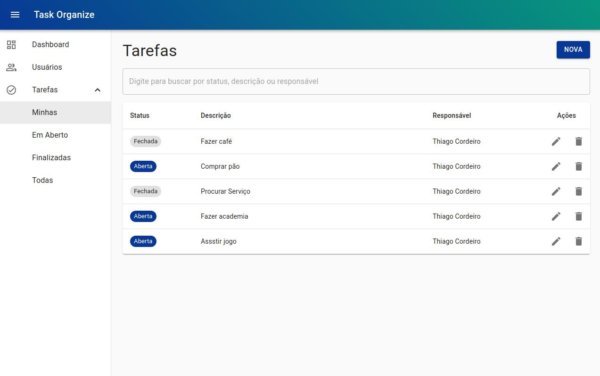 Task Organize
Dashboard
Usuários
Tarefas
Minhas
Em Aberto
Finalizadas
Todas
Tarefas
NOVA
Digite para buscar por status, descrição ou responsável
Status Descrição Responsável Ações
Fechada Fazer café Thiago Cordeiro
Aberta Comprar pão Thiago Cordeiro
Fechada Procurar Serviço Thiago Cordeiro
Aberta Fazer academia Thiago Cordeiro
Aberta Assstir jogo Thiago Cordeiro